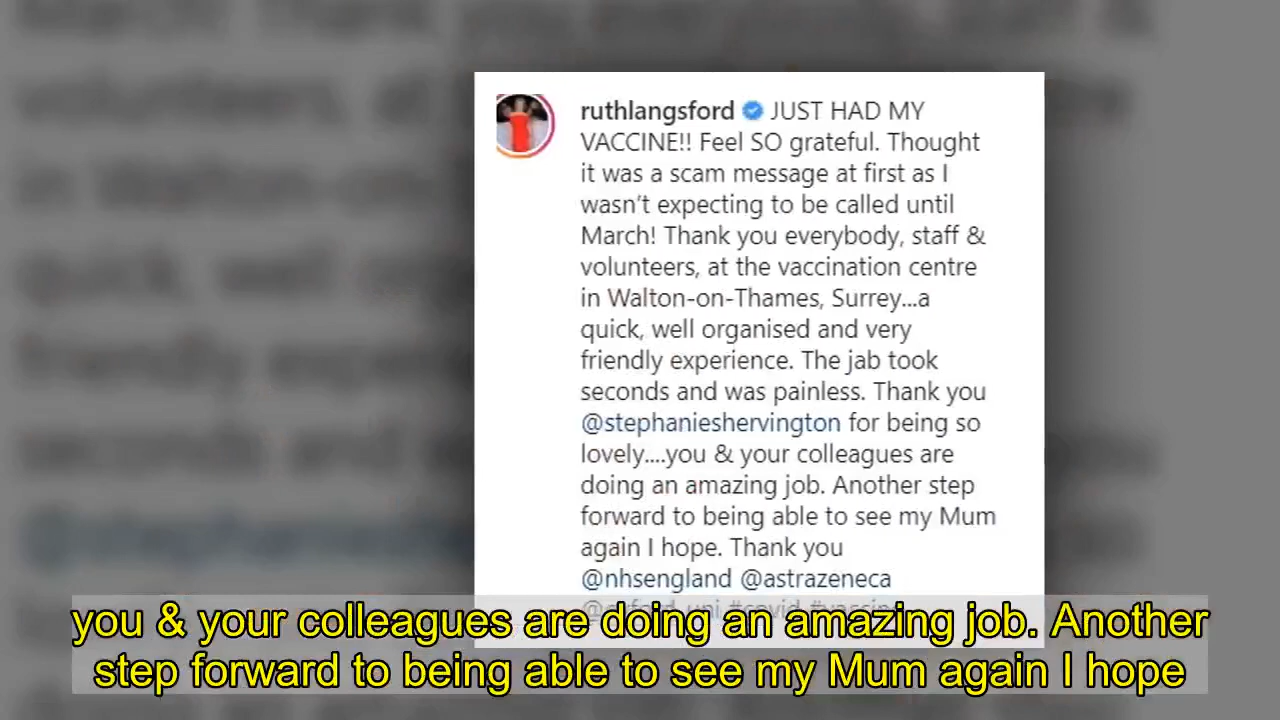 ruthlangsford JUST HAD MY
VACCINE!! Feel SO grateful. Thought
it was a scam message at first as I
wasn't expecting to be called until
March! Thank you everybody, staff &
volunteers, at the vaccination centre
in Walton-on-Thames, Surrey...a
quick, well organised and very
friendly experience. The jab took
seconds and was painless. Thank you
@stephanieshervington for being so
lovely....you & your colleagues are
doing an amazing job. Another step
forward to being able to see my Mum
again I hope. Thank you
@nhsengland @astrazeneca
@oxford_uni #covid #vaccine
you & your colleagues are doing an amazing job. Another
step forward to being able to see my Mum again I hope